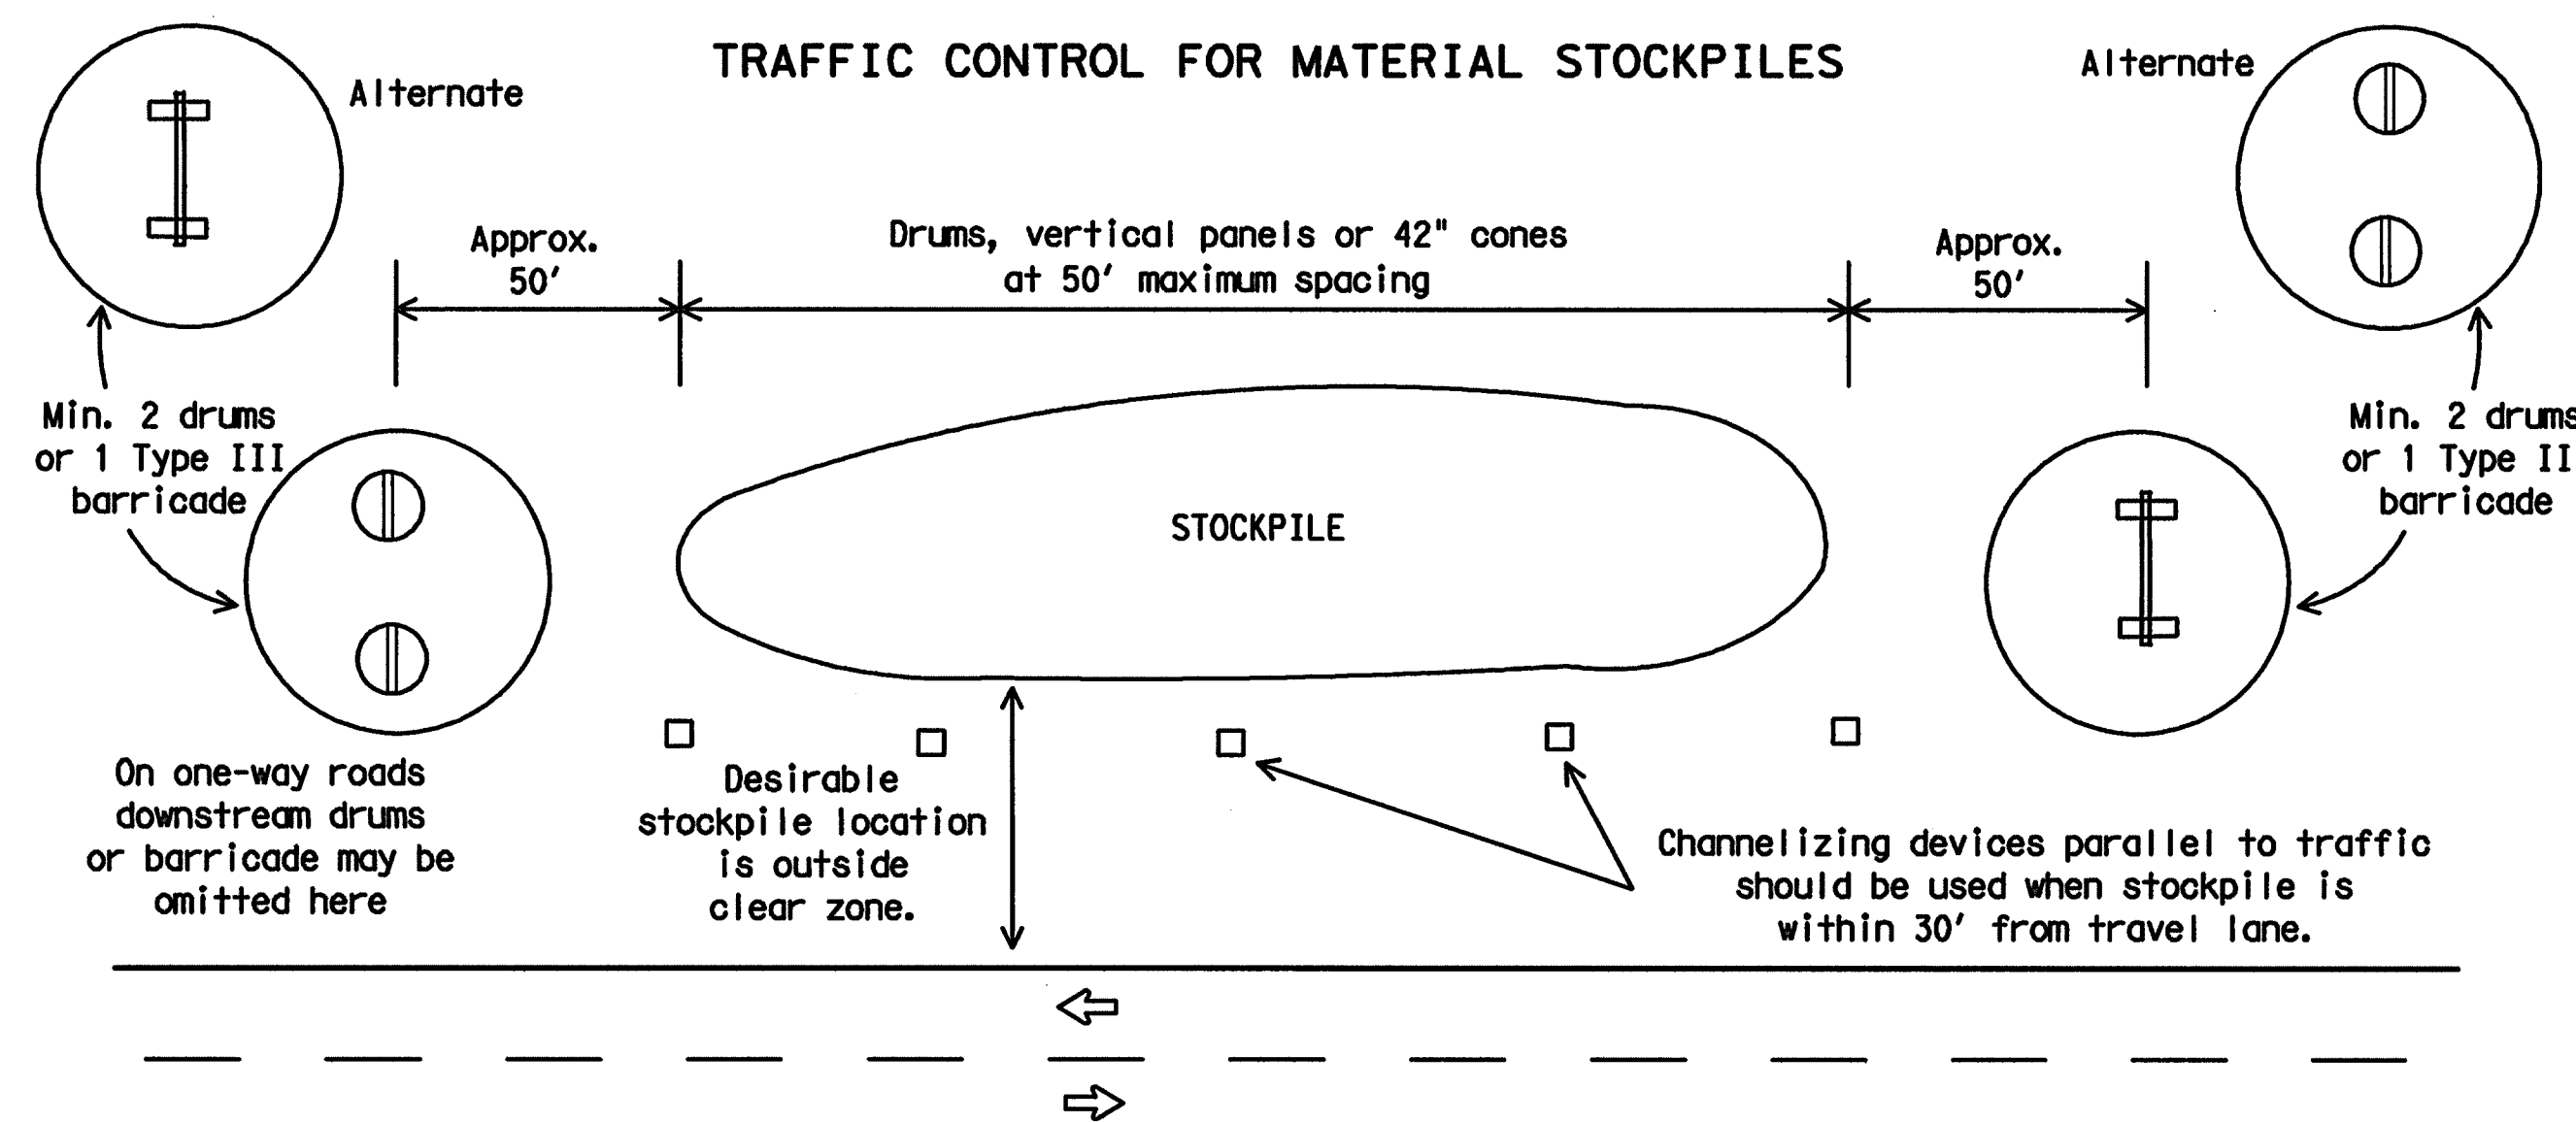 TRAFFIC CONTROL FOR MATERIAL STOCKPILES
Alternate
Alternate
Approx.
50'
Drums, vertical panels or 42" cones
at 50' maximum spacing
Approx.
50'
Min. 2 drums
or 1 Type III
barricade
Min. 2 drums
or 1 Type II
barricade
STOCKPILE
On one-way roads
downstream drums
or barricade may be
omitted here
Desirable
stockpile location
is outside
clear zone.
Channelizing devices parallel to traffic
should be used when stockpile is
within 30' from travel lane.